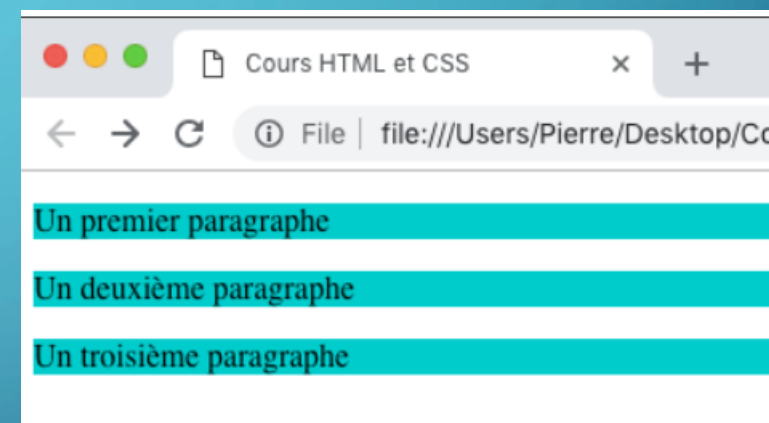 Cours HTML et CSS
File | file:///Users/Pierre/Desktop/Co
Un premier paragraphe
Un deuxième paragraphe
Un troisième paragraphe